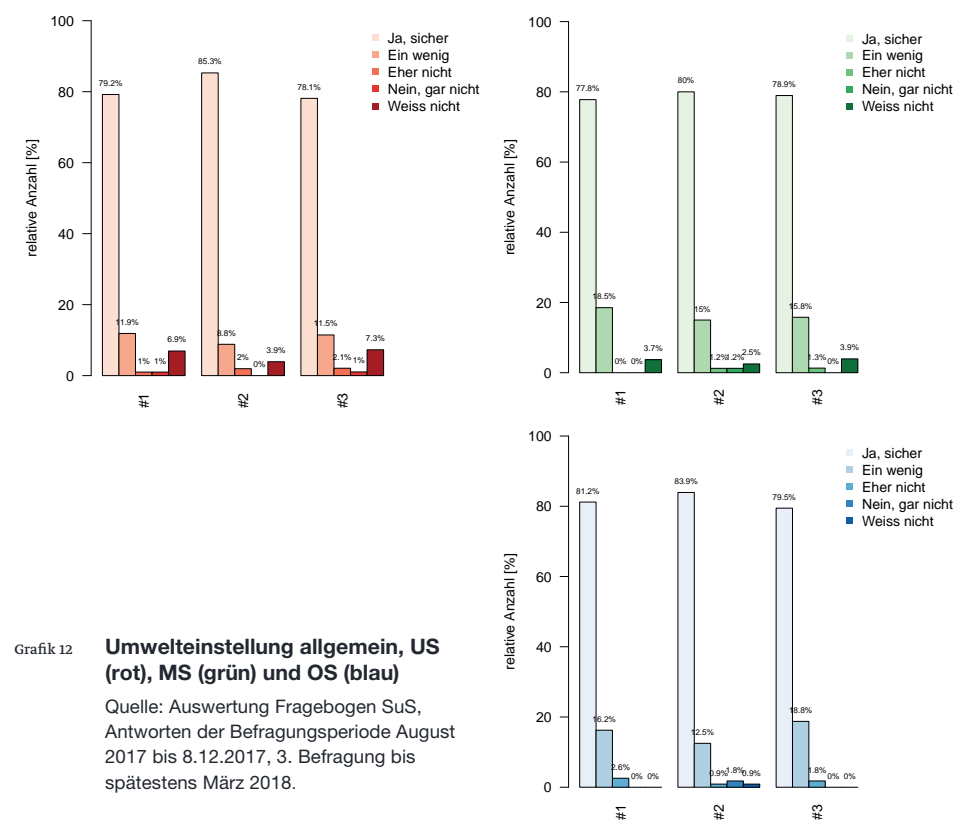 100
80
60
40
20
0
relative Anzahl [%]
Ja, sicher
Ein wenig
Eher nicht
Nein, gar nicht
Weiss nicht
79.2%
11.9%
1%
1%
6.9%
85.3%
8.8%
2%
0%
3.9%
78.1%
11.5%
2.1%
1%
7.3%
#1
#2
#3
100
80
60
40
20
0
relative Anzahl [%]
Ja, sicher
Ein wenig
Eher nicht
Nein, gar nicht
Weiss nicht
77.8%
18.5%
0%
0%
3.7%
80%
15%
1.2%
1.2%
2.5%
78.9%
15.8%
1.3%
0%
3.9%
#1
#2
#3
100
80
60
40
20
0
relative Anzahl [%]
Ja, sicher
Ein wenig
Eher nicht
Nein, gar nicht
Weiss nicht
81.2%
16.2%
2.6%
0%
0%
83.9%
12.5%
0.9%
1.8%
0.9%
79.5%
18.8%
1.8%
0%
0%
#1
#2
#3
Grafik 12
Umwelteinstellung allgemein, US
(rot), MS (grün) und OS (blau)
Quelle: Auswertung Fragebogen SuS,
Antworten der Befragungsperiode August
2017 bis 8.12.2017, 3. Befragung bis
spätestens März 2018.